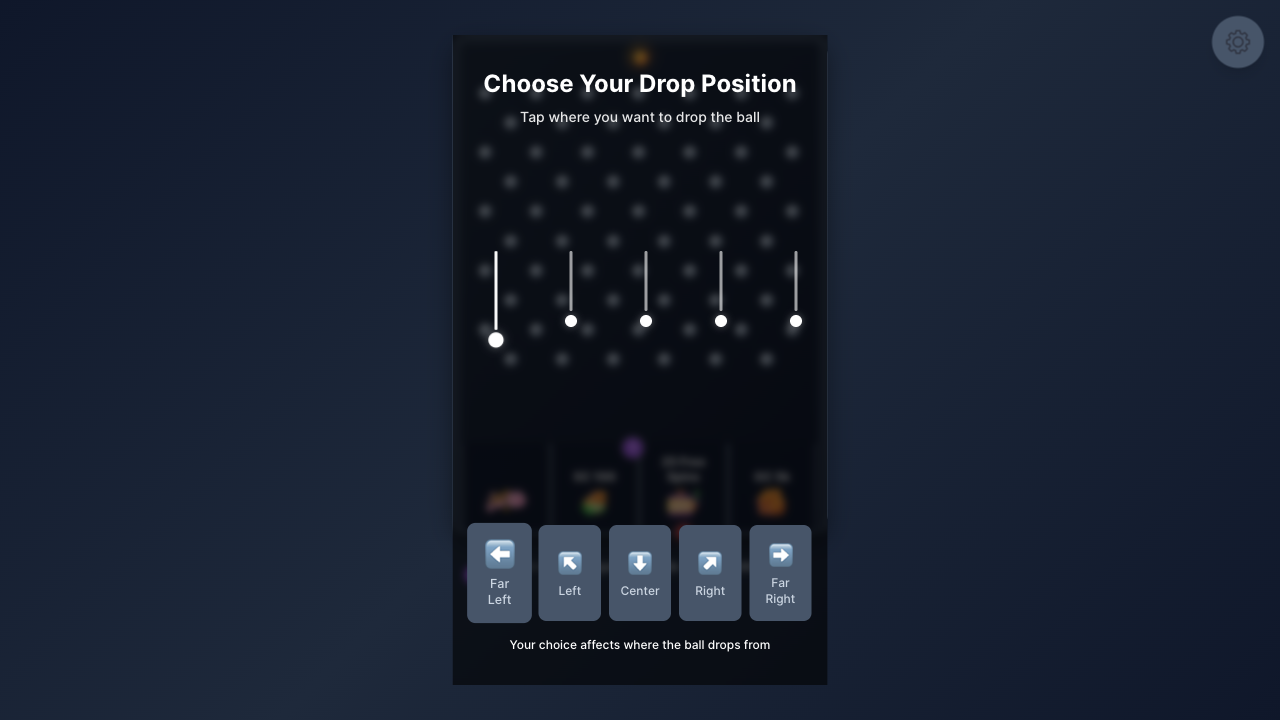 Choose Your Drop Position
Tap where you want to drop the ball
Far
Left
Left
Center
Right
Far
Right
Your choice affects where the ball drops from